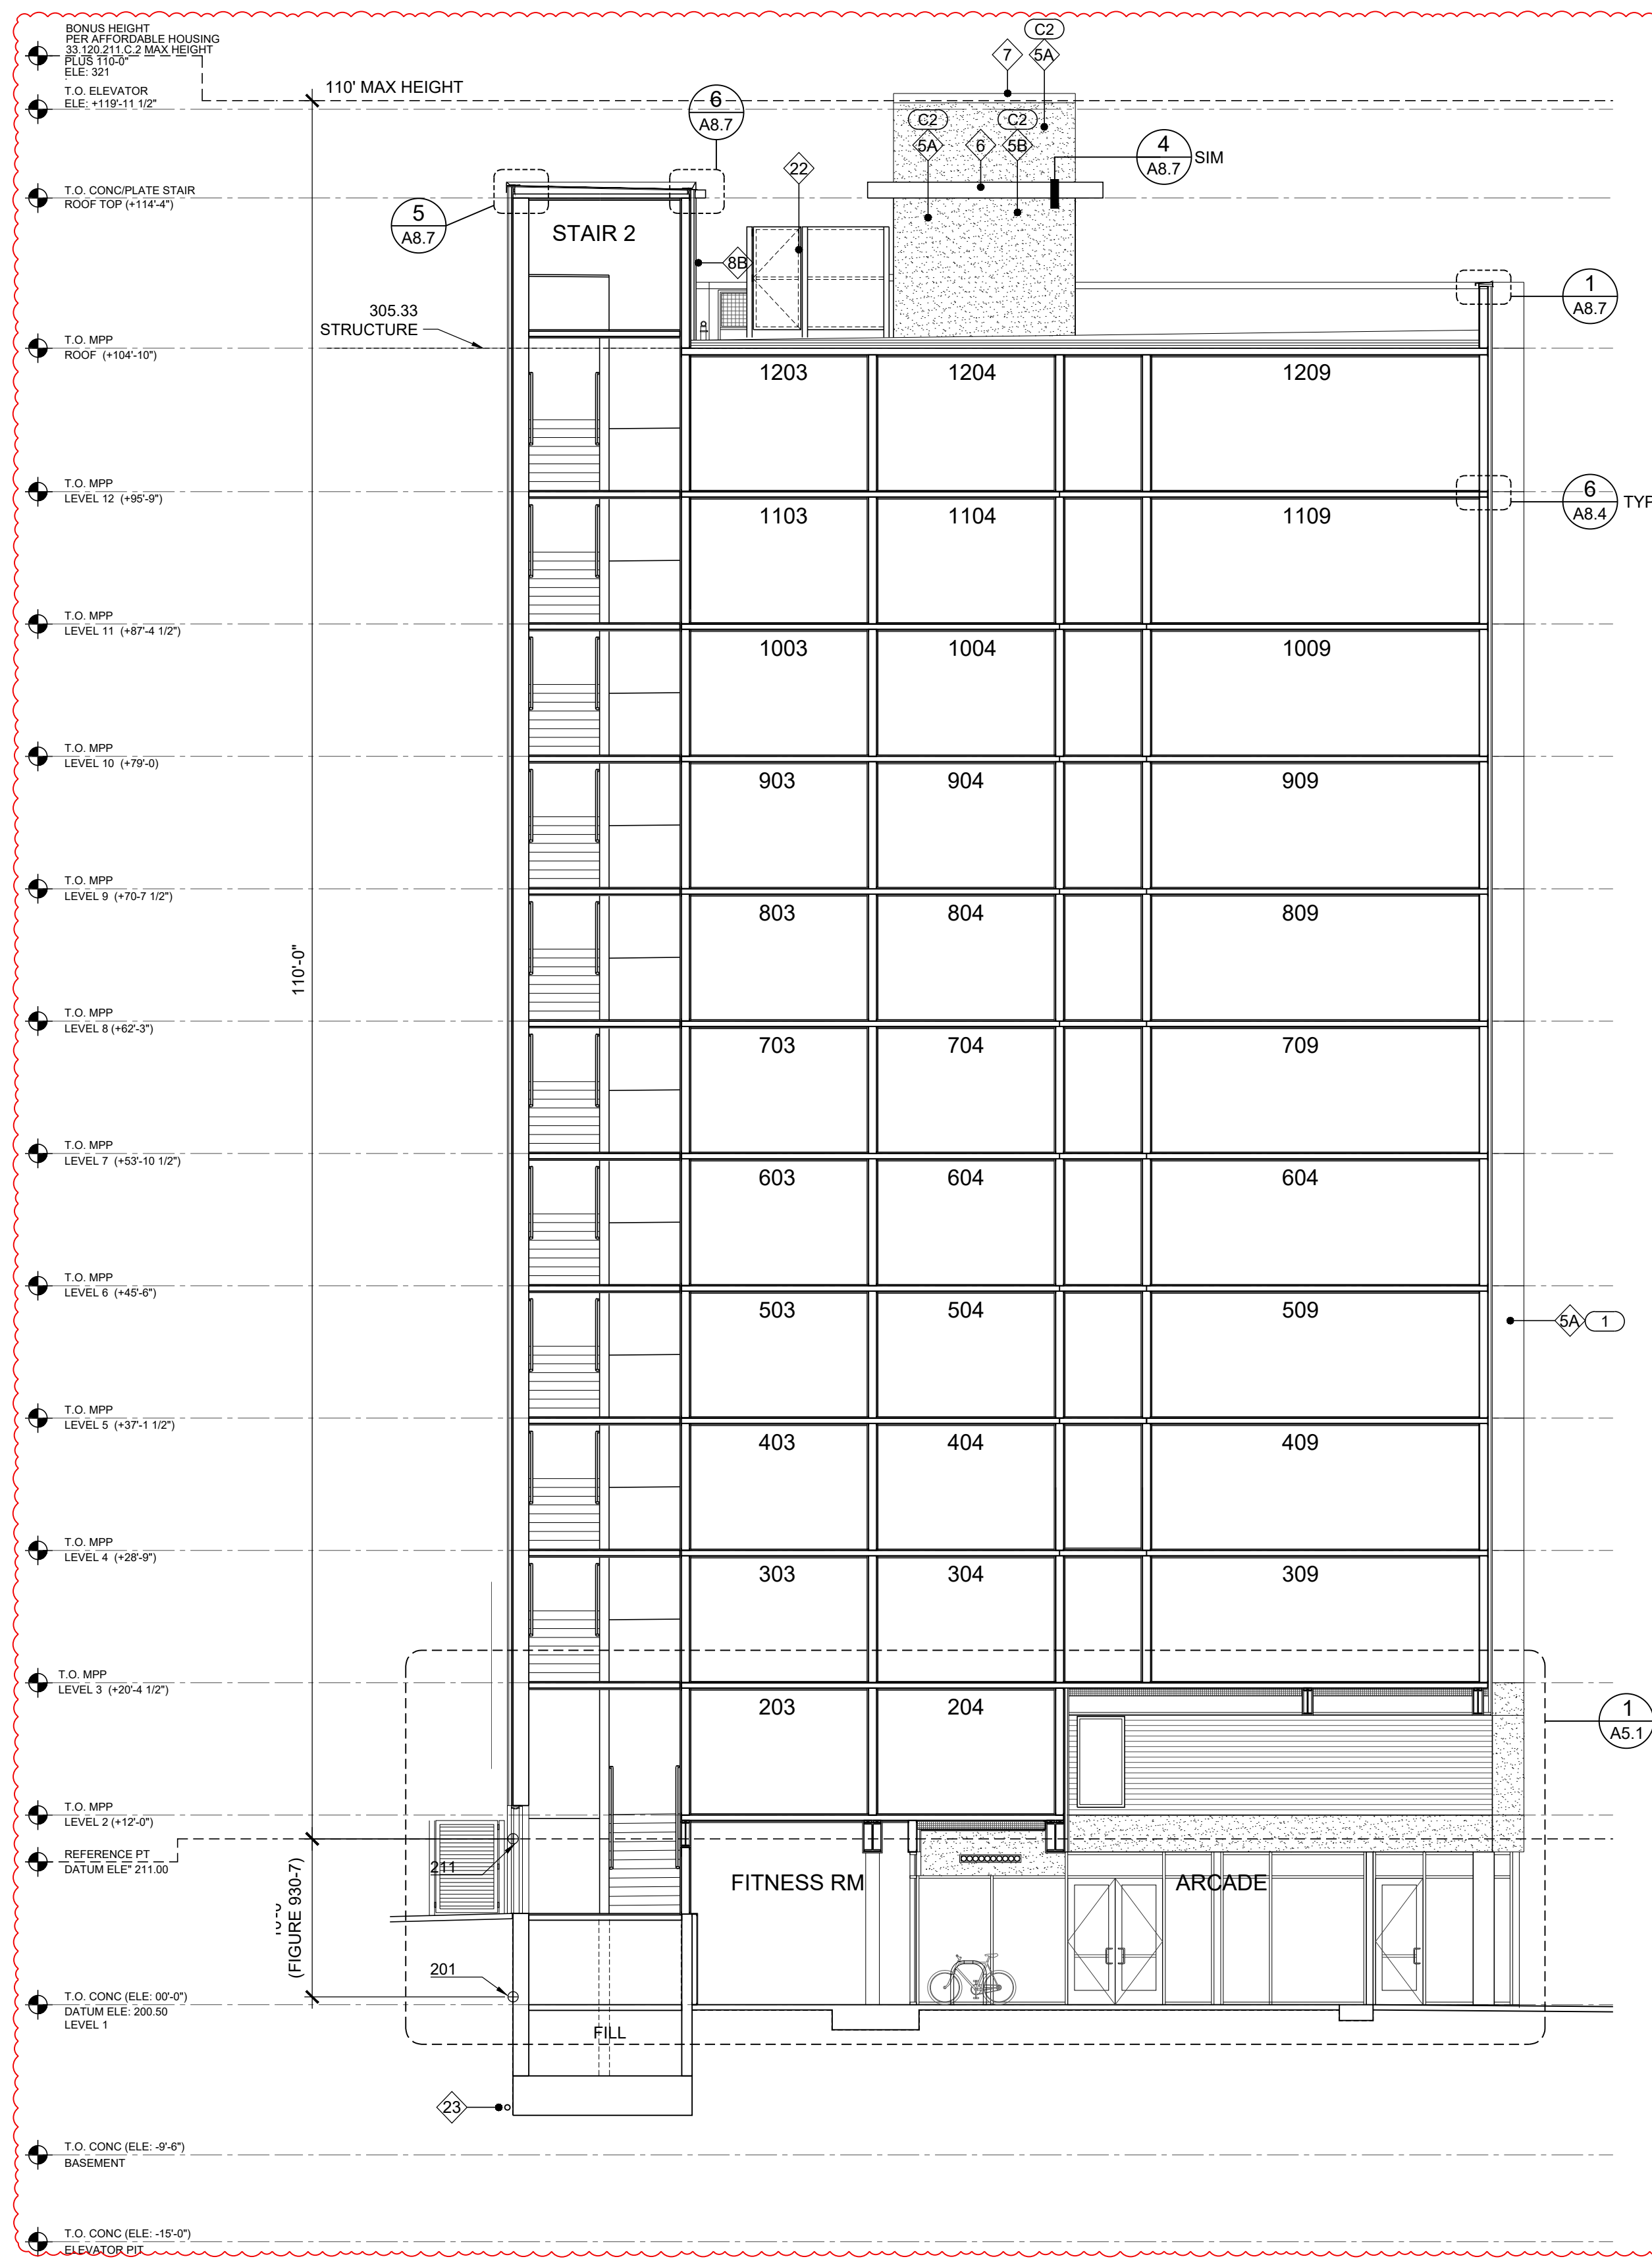 BONUS HEIGHT
PER AFFORDABLE HOUSING
33.120.211.C.2 MAX HEIGHT
PLUS 110-0"
ELE: 321
T.O. ELEVATOR
ELE: +119'-11 1/2"
110' MAX HEIGHT
C2
7
5A
6
A8.7
C2
C2
5A
6
5B
4
A8.7
SIM
22
T.O. CONC/PLATE STAIR
ROOF TOP (+114'-4")
5
A8.7
STAIR 2
8B
1
A8.7
305.33
STRUCTURE
T.O. MPP
ROOF (+104'-10")
1203
1204
1209
T.O. MPP
LEVEL 12 (+95'-9")
6
A8.4
1103
1104
1109
T.O. MPP
LEVEL 11 (+87'-4 1/2")
1003
1004
1009
T.O. MPP
LEVEL 10 (+79'-0)
903
904
909
T.O. MPP
LEVEL 9 (+70-7 1/2")
803
804
809
110'-0"
T.O. MPP
LEVEL 8 (+62'-3")
703
704
709
T.O. MPP
LEVEL 7 (+53'-10 1/2")
603
604
604
T.O. MPP
LEVEL 6 (+45'-6")
503
504
509
5A
1
T.O. MPP
LEVEL 5 (+37'-1 1/2")
403
404
409
T.O. MPP
LEVEL 4 (+28'-9")
303
304
309
T.O. MPP
LEVEL 3 (+20'-4 1/2")
203
204
1
A5.1
T.O. MPP
LEVEL 2 (+12'-0")
REFERENCE PT
DATUM ELE" 211.00
211
FITNESS RM
ARCADE
(FIGURE 930-7)
201
T.O. CONC (ELE: 00'-0")
DATUM ELE: 200.50
LEVEL 1
FILL
23
T.O. CONC (ELE: -9'-6")
BASEMENT
T.O. CONC (ELE: -15'-0")
ELEVATOR PIT